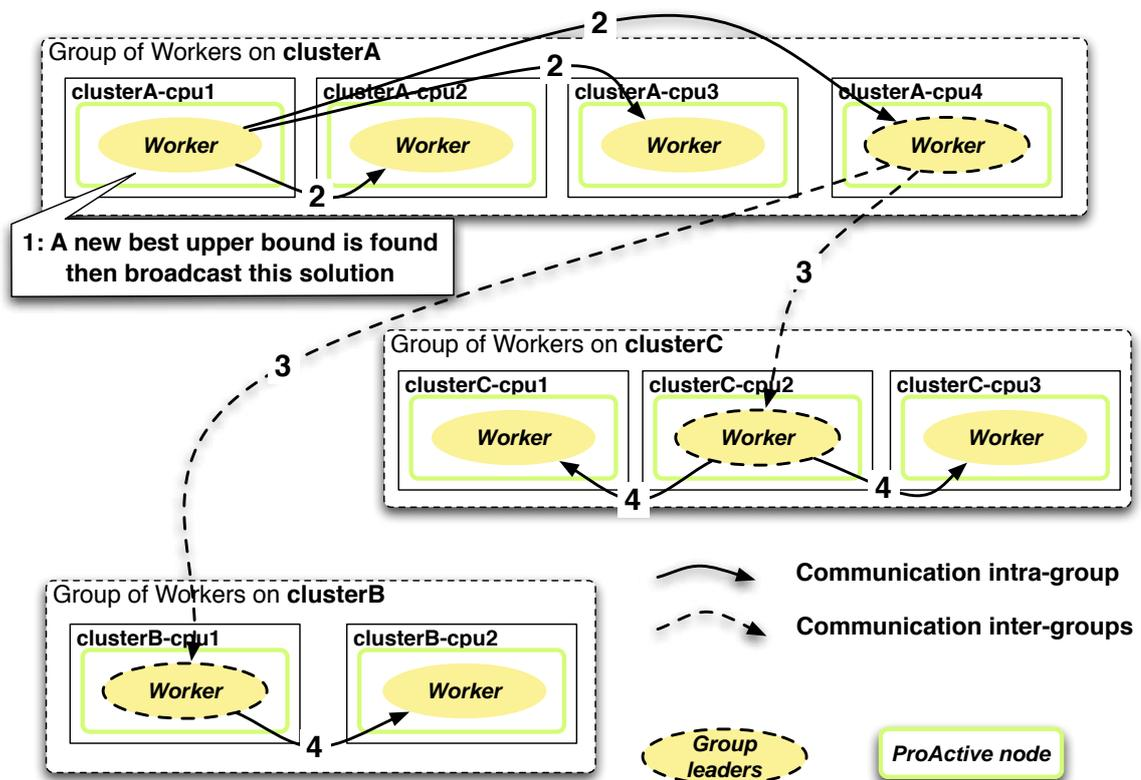 2
Group of Workers on clusterA
2
clusterA-cpu1
clusterA-cpu2
clusterA-cpu3
clusterA-cpu4
Worker
Worker
Worker
Worker
2
1: A new best upper bound is found
then broadcast this solution
3
3
Group of Workers on clusterC
clusterC-cpu1
clusterC-cpu2
clusterC-cpu3
Worker
Worker
Worker
4
4
Communication intra-group
Communication inter-groups
Group of Workers on clusterB
clusterB-cpu1
clusterB-cpu2
Worker
Worker
4
Group
leaders
ProActive node